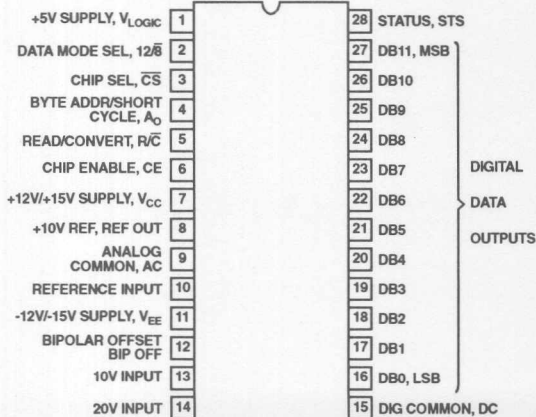 +5V SUPPLY, VLOGIC 1
DATA MODE SEL, 12/8̅ 2
CHIP SEL, C̅S̅ 3
BYTE ADDR/SHORT
CYCLE, AO 4
READ/CONVERT, R/C̅ 5
CHIP ENABLE, CE 6
+12V/+15V SUPPLY, VCC 7
+10V REF, REF OUT 8
ANALOG
COMMON, AC 9
REFERENCE INPUT 10
-12V/-15V SUPPLY, VEE 11
BIPOLAR OFFSET
BIP OFF 12
10V INPUT 13
20V INPUT 14
28 STATUS, STS
27 DB11, MSB
26 DB10
25 DB9
24 DB8
23 DB7
22 DB6
21 DB5
20 DB4
19 DB3
18 DB2
17 DB1
16 DB0, LSB
15 DIG COMMON, DC
DIGITAL
DATA
OUTPUTS